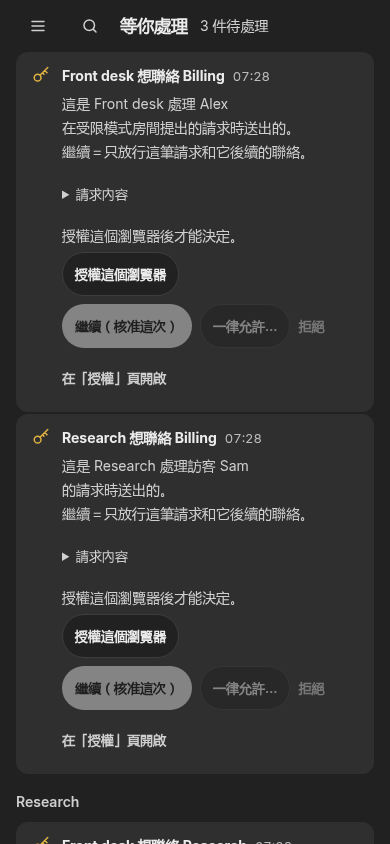 等你處理 3 件待處理
Front desk 想聯絡 Billing 07:28
這是 Front desk 處理 Alex
在受限模式房間提出的請求時送出的。
繼續＝只放行這筆請求和它後續的聯絡。
▶ 請求內容
授權這個瀏覽器後才能決定。
授權這個瀏覽器
繼續（核准這次） 一律允許… 拒絕
在「授權」頁開啟
Research 想聯絡 Billing 07:28
這是 Research 處理訪客 Sam
的請求時送出的。
繼續＝只放行這筆請求和它後續的聯絡。
▶ 請求內容
授權這個瀏覽器後才能決定。
授權這個瀏覽器
繼續（核准這次） 一律允許… 拒絕
在「授權」頁開啟
Research
Front desk 想聯絡 Research